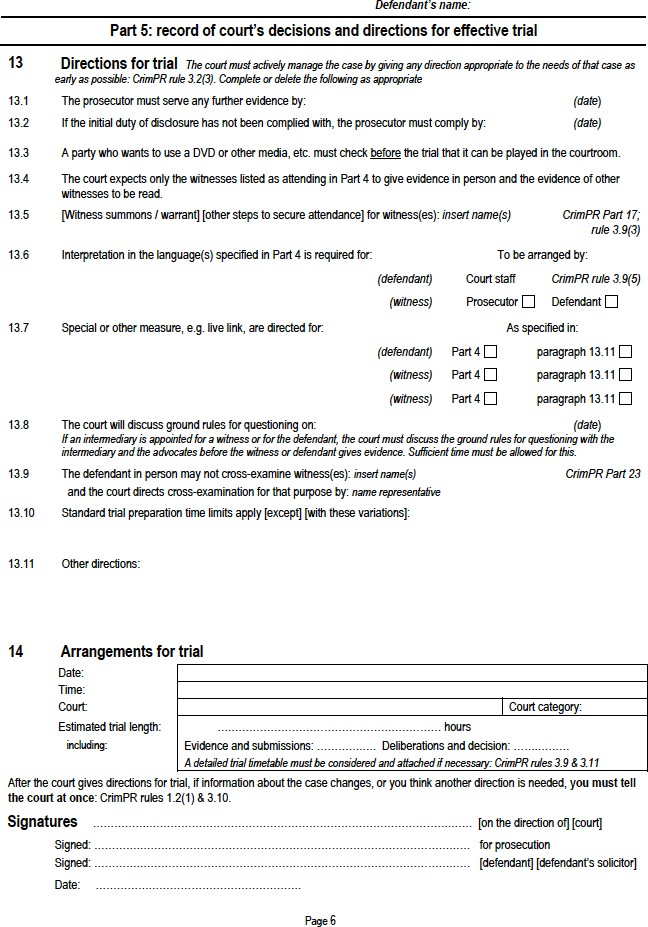 Defendant's name:
Part 5: record of court's decisions and directions for effective trial
13 Directions for trial The court must actively manage the case by giving any direction appropriate to the needs of that case as
early as possible: CrimPR rule 3.2(3). Complete or delete the following as appropriate
13.1 The prosecutor must serve any further evidence by: (date)
13.2 If the initial duty of disclosure has not been complied with, the prosecutor must comply by: (date)
13.3 A party who wants to use a DVD or other media, etc. must check before the trial that it can be played in the courtroom.
13.4 The court expects only the witnesses listed as attending in Part 4 to give evidence in person and the evidence of other
witnesses to be read.
13.5 [Witness summons / warrant] [other steps to secure attendance] for witness(es): insert name(s) CrimPR Part 17;
rule 3.9(3)
13.6 Interpretation in the language(s) specified in Part 4 is required for: To be arranged by:
(defendant) Court staff CrimPR rule 3.9(5)
(witness) Prosecutor Defendant
13.7 Special or other measure, e.g. live link, are directed for: As specified in:
(defendant) Part 4 paragraph 13.11
(witness) Part 4 paragraph 13.11
(witness) Part 4 paragraph 13.11
13.8 The court will discuss ground rules for questioning on: (date)
If an intermediary is appointed for a witness or for the defendant, the court must discuss the ground rules for questioning with the
intermediary and the advocates before the witness or defendant gives evidence. Sufficient time must be allowed for this.
13.9 The defendant in person may not cross-examine witness(es): insert name(s) CrimPR Part 23
and the court directs cross-examination for that purpose by: name representative
13.10 Standard trial preparation time limits apply [except] [with these variations]:
13.11 Other directions:
14 Arrangements for trial
Date:
Time:
Court: Court category:
Estimated trial length: ........................................................................ hours
including: Evidence and submissions: .................. Deliberations and decision: ................
A detailed trial timetable must be considered and attached if necessary: CrimPR rules 3.9 & 3.11
After the court gives directions for trial, if information about the case changes, or you think another direction is needed, you must tell
the court at once: CrimPR rules 1.2(1) & 3.10.
Signatures ........................................................................ [on the direction of] [court]
Signed: ........................................................................ for prosecution
Signed: ........................................................................ [defendant] [defendant's solicitor]
Date: ................................................................
Page 6